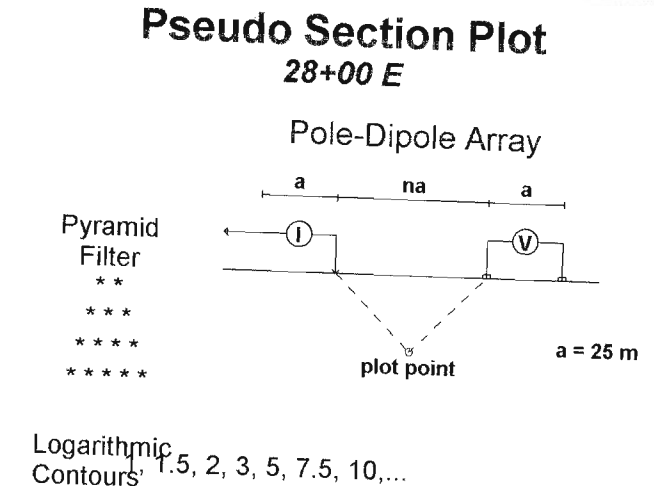 Pseudo Section Plot
28+00 E
Pole-Dipole Array
a na a
I V
Pyramid
Filter
* *
* * *
* * * *
* * * * *
a = 25 m
plot point
Logarithmic
Contours 1, 1.5, 2, 3, 5, 7.5, 10,...